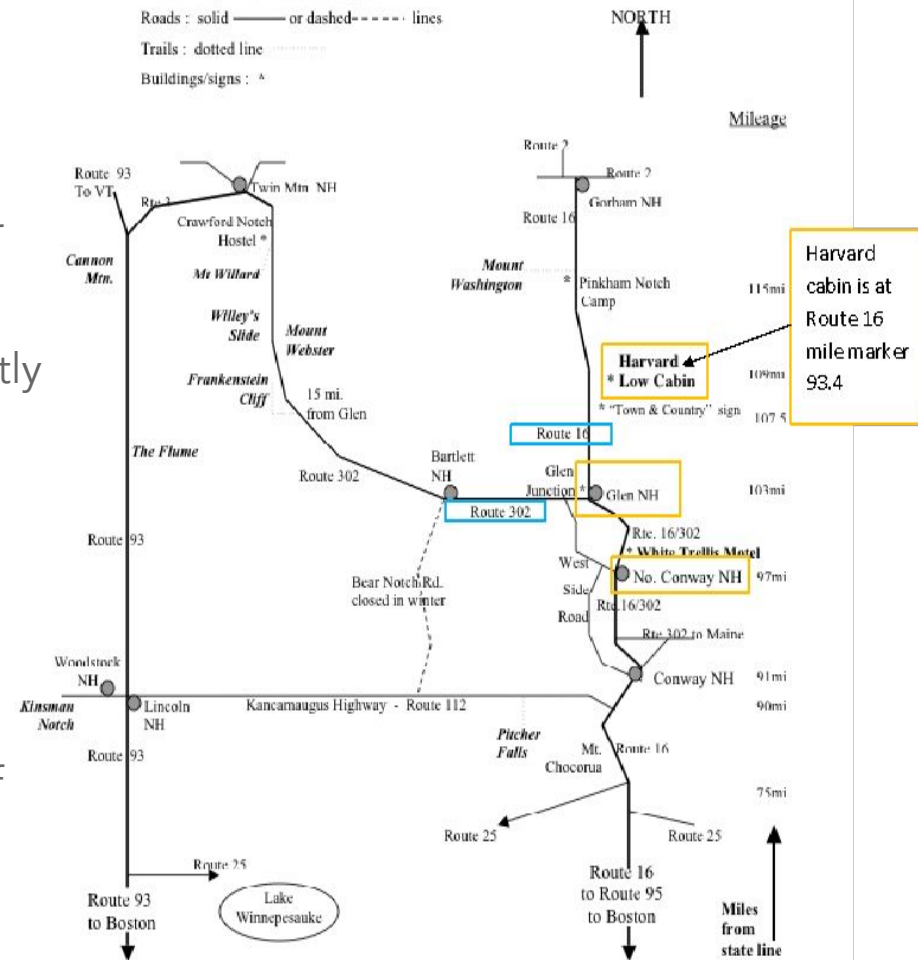 Roads : solid ——— or dashed- - - - - lines
NORTH
Trails : dotted line
Buildings/signs : *
Mileage
Route 2
Route 2
Route 93
To VT
Rte 3
Twin Mtn. NH
Gorham NH
Route 16
Crawford Notch
Hostel *
Cannon
Mtn.
Mt Willard
Mount
Washington
* Pinkham Notch
Camp
115mi
Harvard
cabin is at
Route 16
mile marker
93.4
Willey's
Slide
Mount
Webster
tly
Harvard
* Low Cabin
109mi
Frankenstein
Cliff
15 mi.
from Glen
* "Town & Country" sign
107.5
Route 16
The Flume
Bartlett
NH
Route 302
Glen
Junction *
Glen NH
103mi
Route 302
Route 93
Rte. 16/302
* White Trellis Motel
West
Side
Road
No. Conway NH
97mi
Bear Notch Rd.
closed in winter
Rte.16/302
Rte 302 to Maine
Woodstock
NH
Conway NH
91mi
Kinsman
Notch
Lincoln
NH
Kancamaugus Highway - Route 112
90mi
Pitcher
Falls
Route 93
Mt.
Chocorua
Route 16
75mi
Route 25
Route 25
Route 25
Route 93
to Boston
Lake
Winnepesauke
Route 16
to Route 95
to Boston
Miles
from
state line